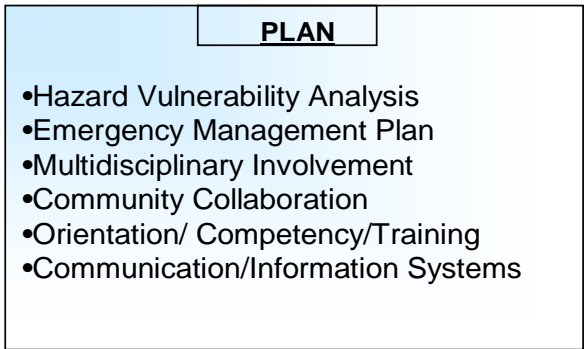 PLAN
•Hazard Vulnerability Analysis
•Emergency Management Plan
•Multidisciplinary Involvement
•Community Collaboration
•Orientation/ Competency/Training
•Communication/Information Systems